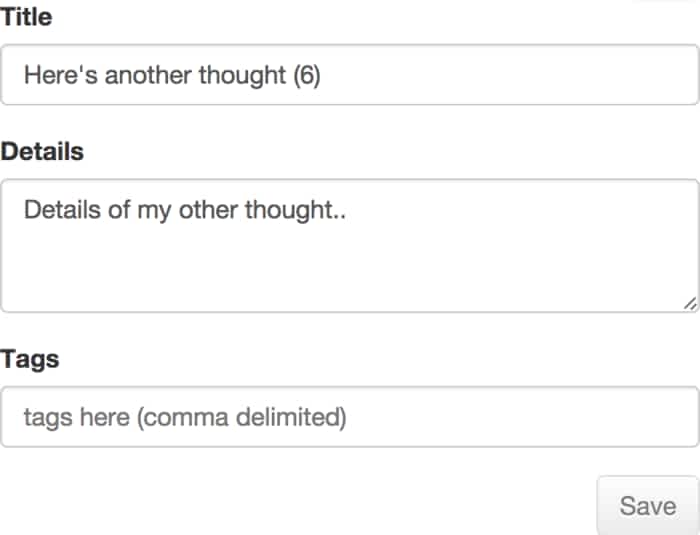 Title
Here's another thought (6)
Details
Details of my other thought..
Tags
tags here (comma delimited)
Save